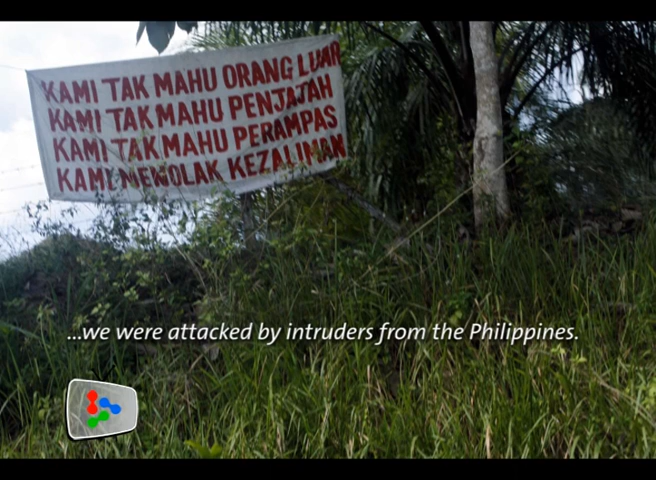 KAMI TAK MAHU ORANG LUAR
KAMI TAK MAHU PENJAJAH
KAMI TAK MAHU PERAMPAS
KAMI MENOLAK KEZALIMAN
...we were attacked by intruders from the Philippines.